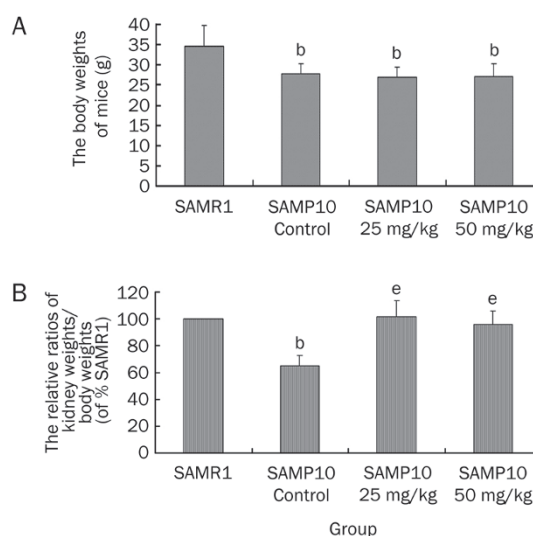 A
The body weights
of mice (g)
40
35
30
25
20
15
10
5
0
b
b
b
SAMR1
SAMP10
Control
SAMP10
25 mg/kg
SAMP10
50 mg/kg
B
The relative ratios of
kidney weights/
body weights
(of % SAMR1)
120
100
80
60
40
20
0
b
e
e
SAMR1
SAMP10
Control
SAMP10
25 mg/kg
SAMP10
50 mg/kg
Group